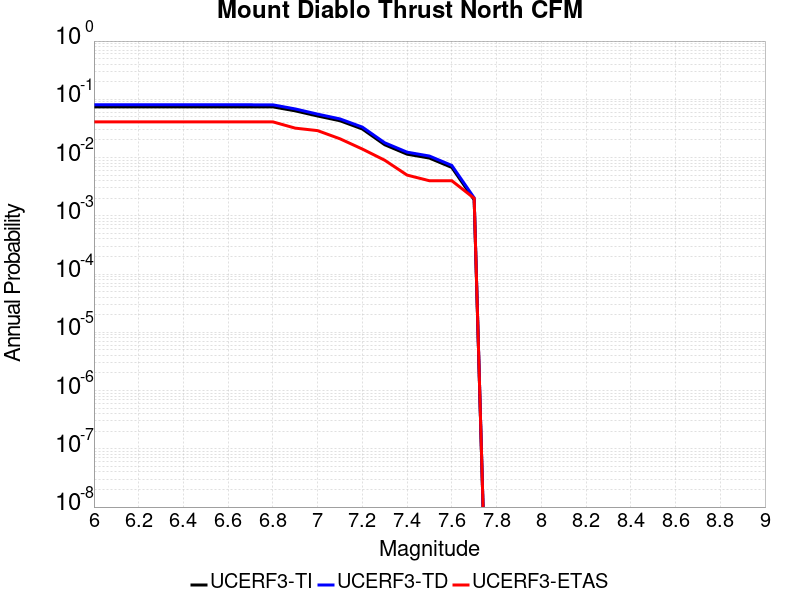 Mount Diablo Thrust North CFM
10^0
10^-1
10^-2
10^-3
10^-4
10^-5
10^-6
10^-7
10^-8
Annual Probability
6 6.2 6.4 6.6 6.8 7 7.2 7.4 7.6 7.8 8 8.2 8.4 8.6 8.8 9
Magnitude
UCERF3-TI UCERF3-TD UCERF3-ETAS